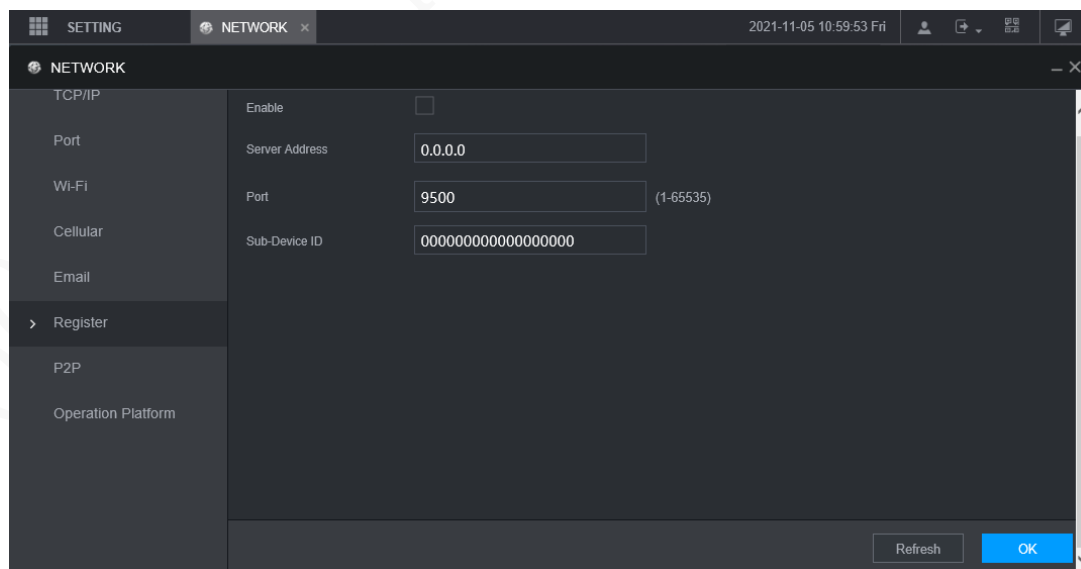 SETTING
NETWORK ×
2021-11-05 10:59:53 Fri
NETWORK
TCP/IP
Port
Wi-Fi
Cellular
Email
Register
P2P
Operation Platform
Enable
Server Address 0.0.0.0
Port 9500 (1-65535)
Sub-Device ID 000000000000000000
Refresh
OK